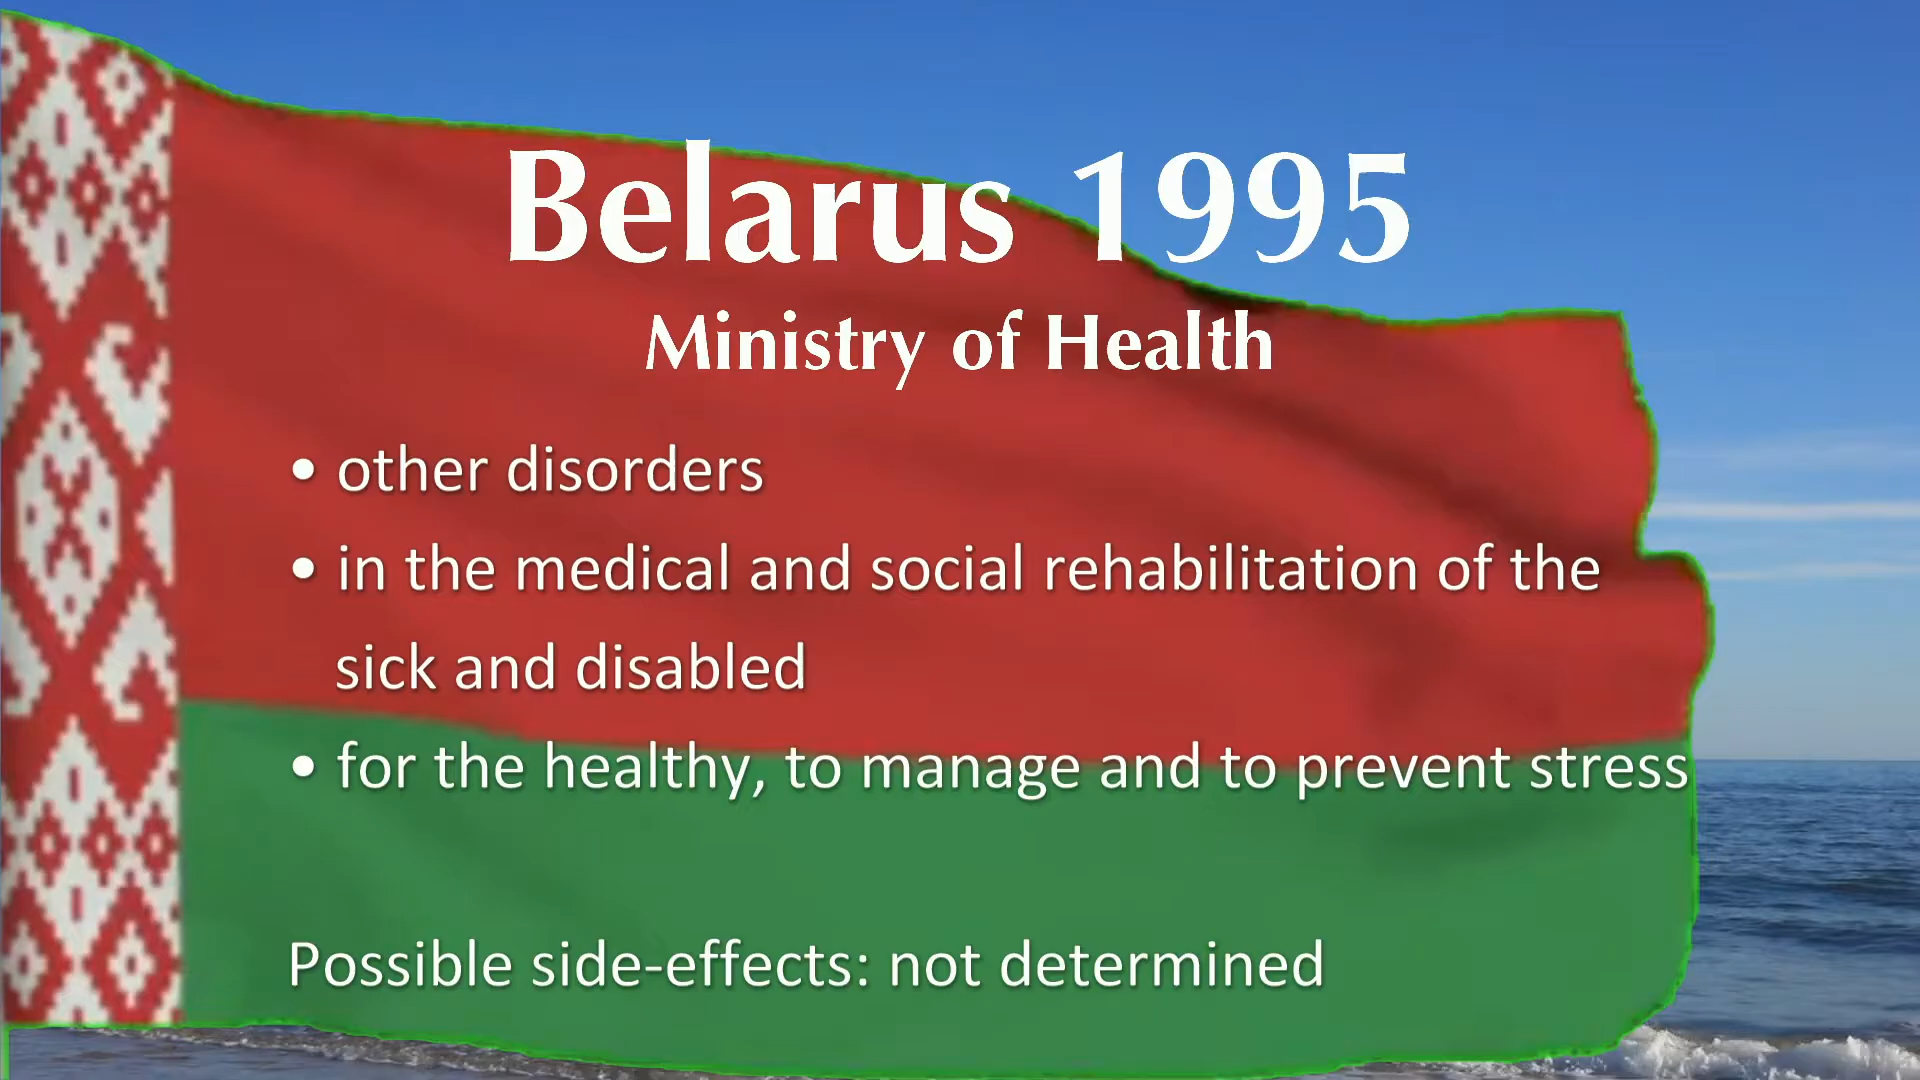 Belarus 1995
Ministry of Health
• other disorders
• in the medical and social rehabilitation of the
sick and disabled
• for the healthy, to manage and to prevent stress
Possible side-effects: not determined